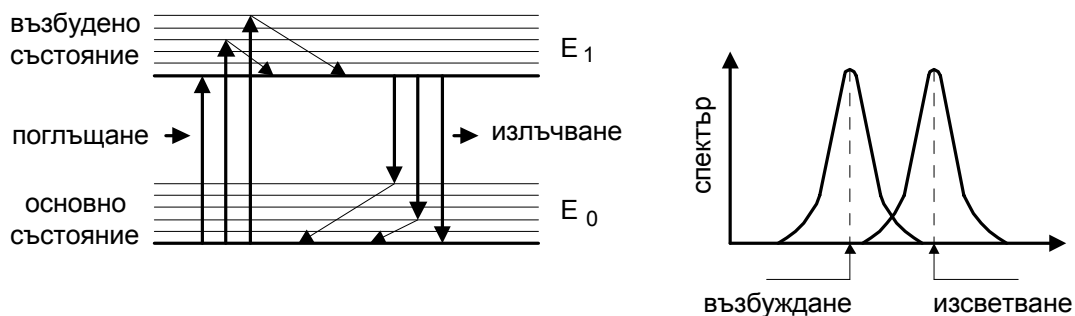 възбудено
състояние
E 1
поглъщане
излъчване
основно
състояние
E 0
спектър
възбуждане
изсветване